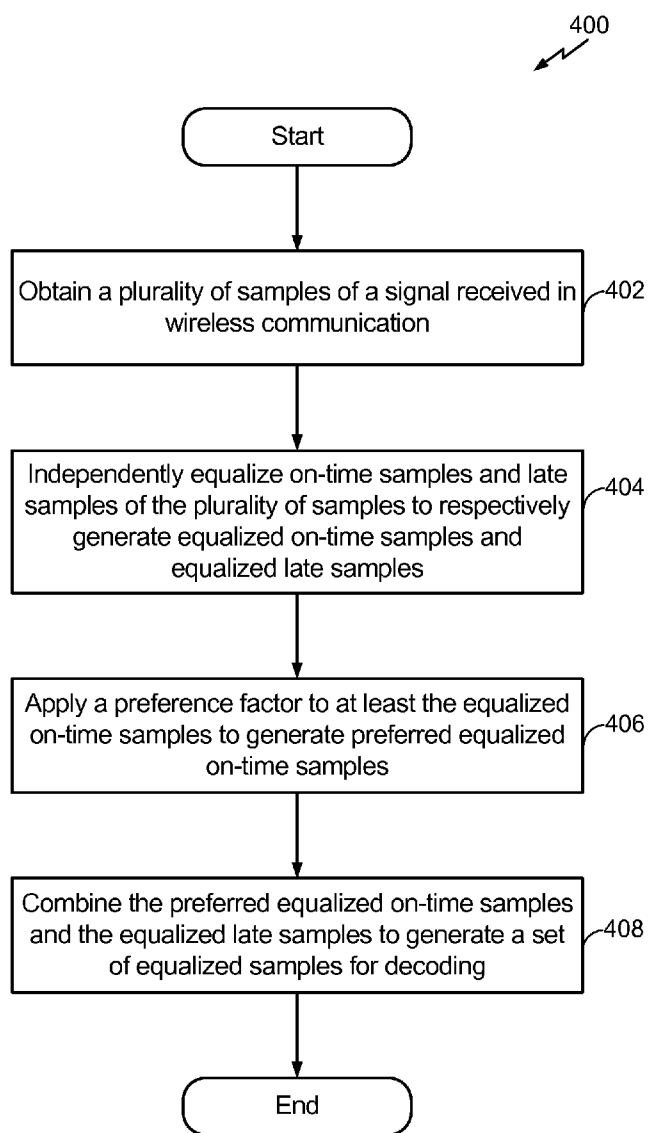 400
Start
Obtain a plurality of samples of a signal received in
wireless communication
402
Independently equalize on-time samples and late
samples of the plurality of samples to respectively
generate equalized on-time samples and
equalized late samples
404
Apply a preference factor to at least the equalized
on-time samples to generate preferred equalized
on-time samples
406
Combine the preferred equalized on-time samples
and the equalized late samples to generate a set
of equalized samples for decoding
408
End